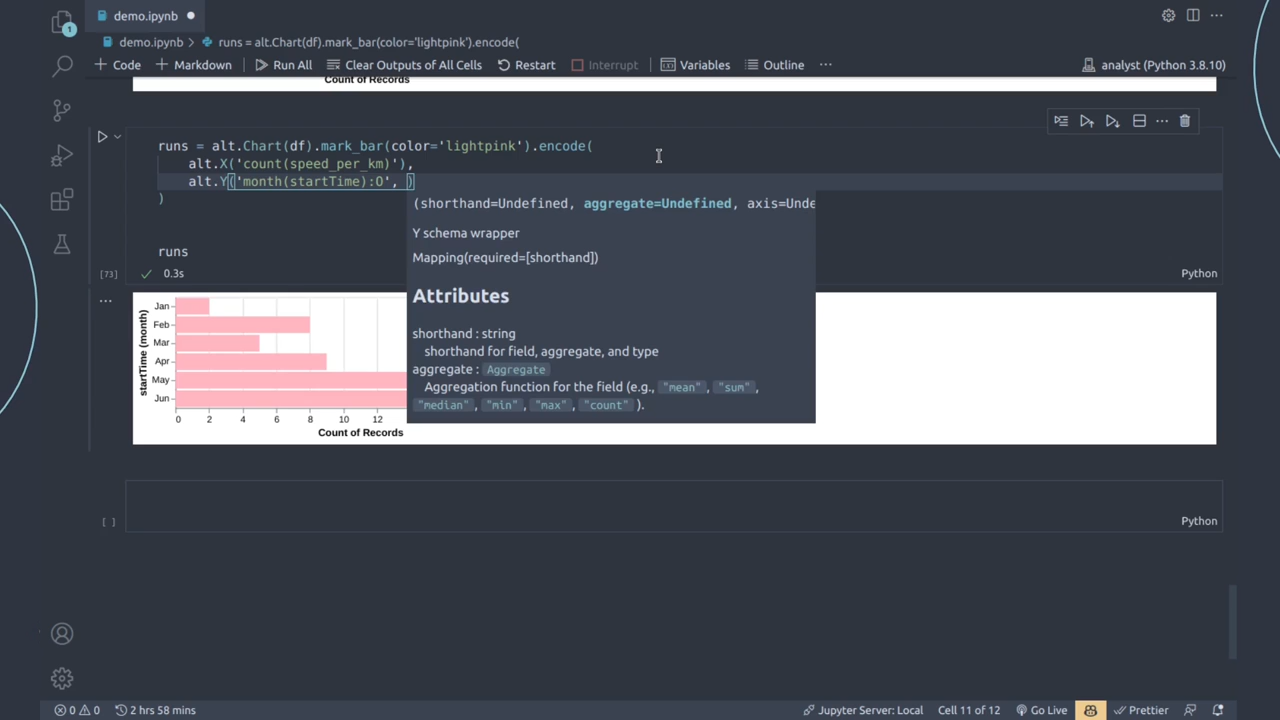 demo.ipynb
1
demo.ipynb > runs = alt.Chart(df).mark_bar(color='lightpink').encode(
+ Code + Markdown Run All Clear Outputs of All Cells Restart Interrupt Variables Outline ··· analyst (Python 3.8.10)
Count of Records
runs = alt.Chart(df).mark_bar(color='lightpink').encode(
alt.X('count(speed_per_km)'),
alt.Y('month(startTime):O', )
)
(shorthand=Undefined, aggregate=Undefined, axis=Unde
Y schema wrapper
Mapping(required=[shorthand])
Attributes
shorthand : string
shorthand for field, aggregate, and type
aggregate : Aggregate
Aggregation function for the field (e.g., "mean", "sum",
"median", "min", "max", "count" ).
runs
[73] 0.3s Python
startTime (month)
Jan
Feb
Mar
Apr
May
Jun
0 2 4 6 8 10 12
Count of Records
[ ] Python
0 0 2 hrs 58 mins Jupyter Server: Local Cell 11 of 12 Go Live Prettier